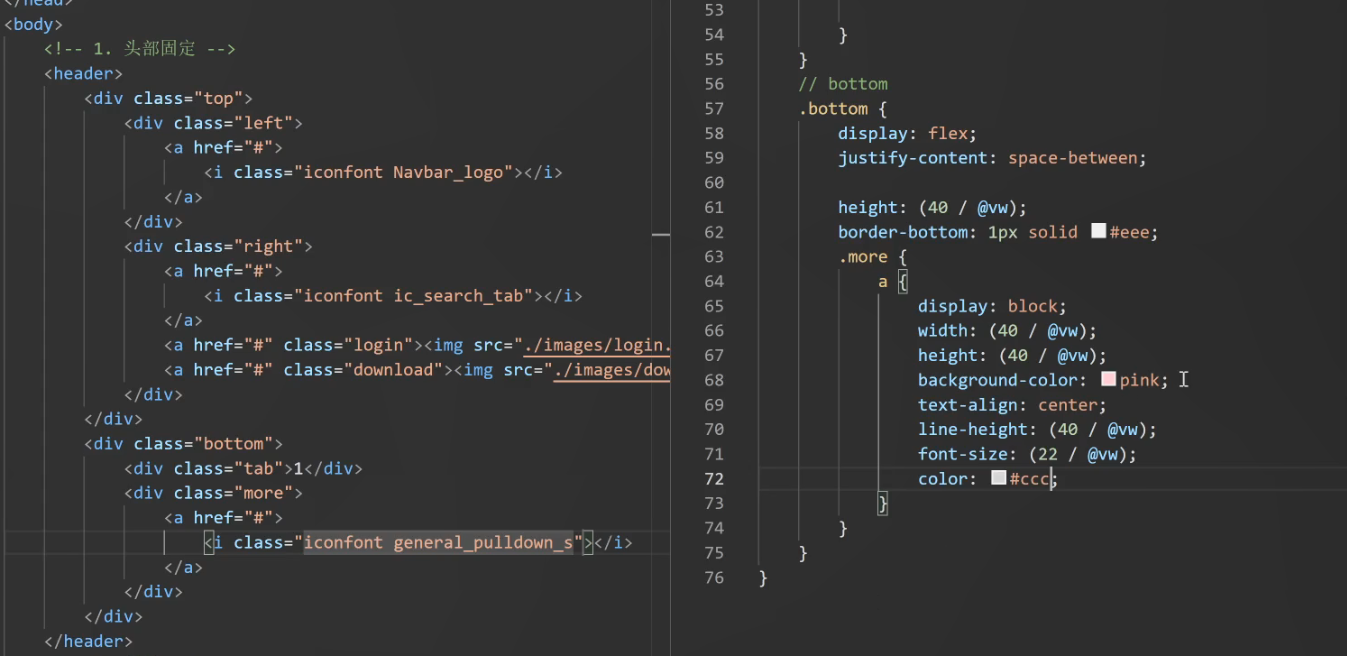 </head>
<body>
<!-- 1. 头部固定 -->
<header>
<div class="top">
<div class="left">
<a href="#">
<i class="iconfont Navbar_logo"></i>
</a>
</div>
<div class="right">
<a href="#">
<i class="iconfont ic_search_tab"></i>
</a>
<a href="#" class="login"><img src="./images/login.
<a href="#" class="download"><img src="./images/dow
</div>
</div>
<div class="bottom">
<div class="tab">1</div>
<div class="more">
<a href="#">
<i class="iconfont general_pulldown_s"></i>
</a>
</div>
</div>
</header>
53
54 }
55 }
56 // bottom
57 .bottom {
58 display: flex;
59 justify-content: space-between;
60
61 height: (40 / @vw);
62 border-bottom: 1px solid #eee;
63 .more {
64 a {
65 display: block;
66 width: (40 / @vw);
67 height: (40 / @vw);
68 background-color: pink;
69 text-align: center;
70 line-height: (40 / @vw);
71 font-size: (22 / @vw);
72 color: #ccc;
73 }
74 }
75 }
76 }